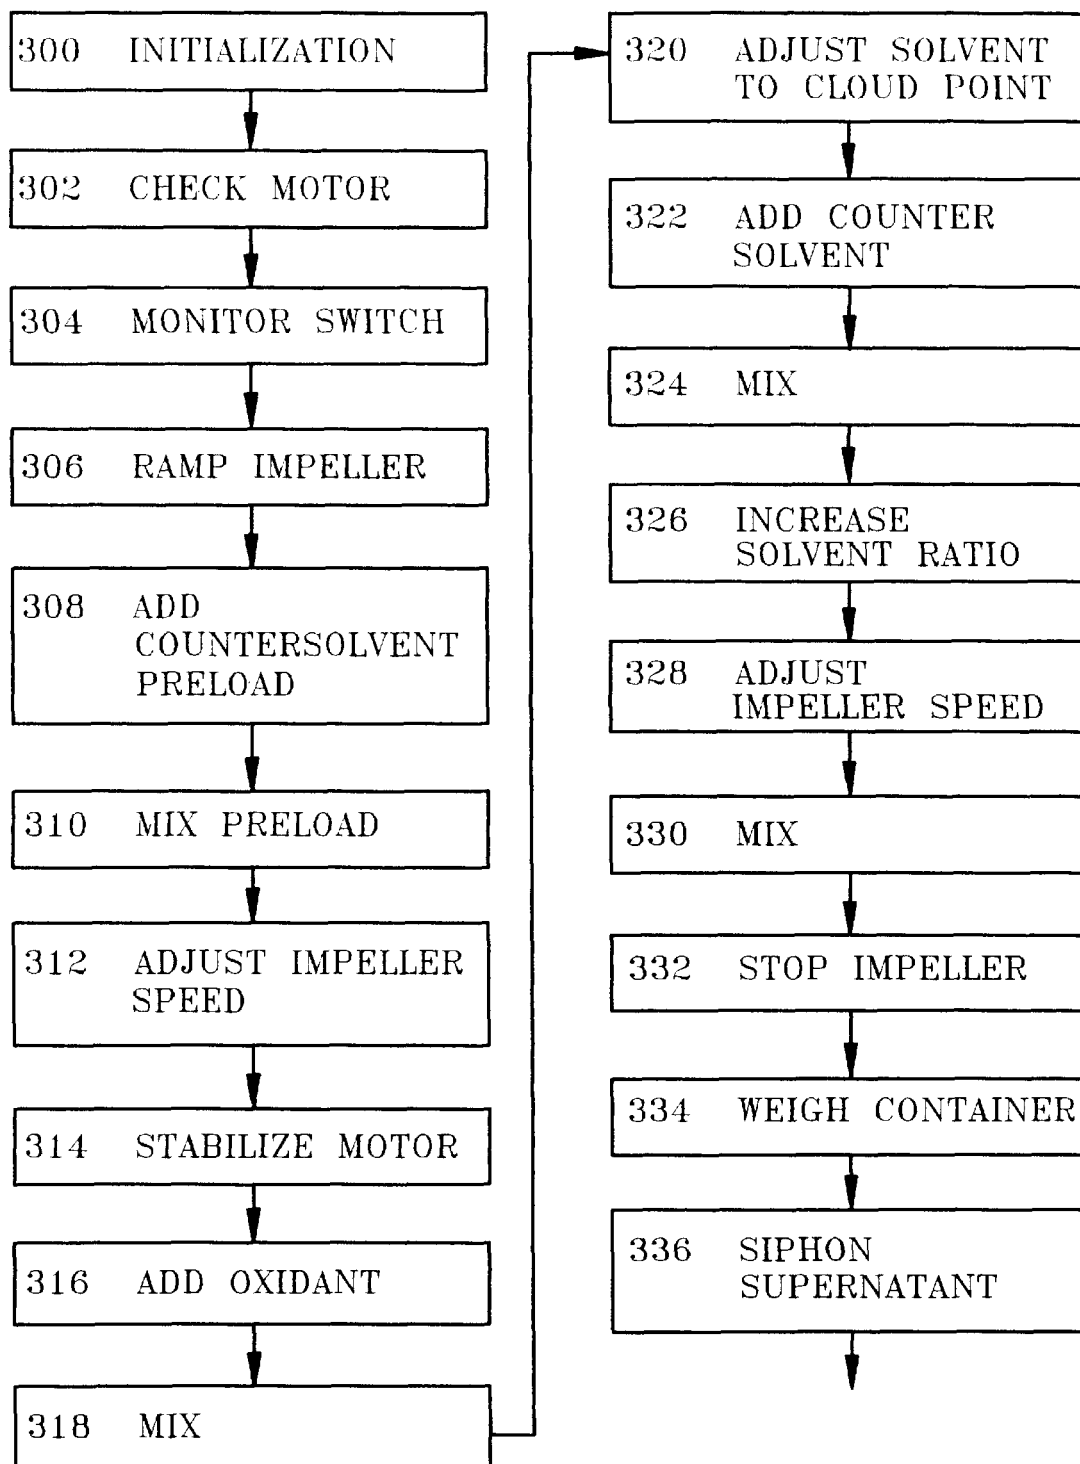 300 INITIALIZATION
302 CHECK MOTOR
304 MONITOR SWITCH
306 RAMP IMPELLER
308 ADD
COUNTERSOLVENT
PRELOAD
310 MIX PRELOAD
312 ADJUST IMPELLER
SPEED
314 STABILIZE MOTOR
316 ADD OXIDANT
318 MIX
320 ADJUST SOLVENT
TO CLOUD POINT
322 ADD COUNTER
SOLVENT
324 MIX
326 INCREASE
SOLVENT RATIO
328 ADJUST
IMPELLER SPEED
330 MIX
332 STOP IMPELLER
334 WEIGH CONTAINER
336 SIPHON
SUPERNATANT